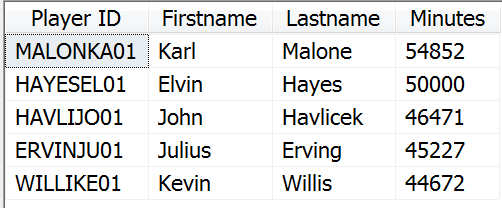 Player ID Firstname Lastname Minutes
MALONKA01 Karl Malone 54852
HAYESEL01 Elvin Hayes 50000
HAVLIJO01 John Havlicek 46471
ERVINJU01 Julius Erving 45227
WILLIKE01 Kevin Willis 44672